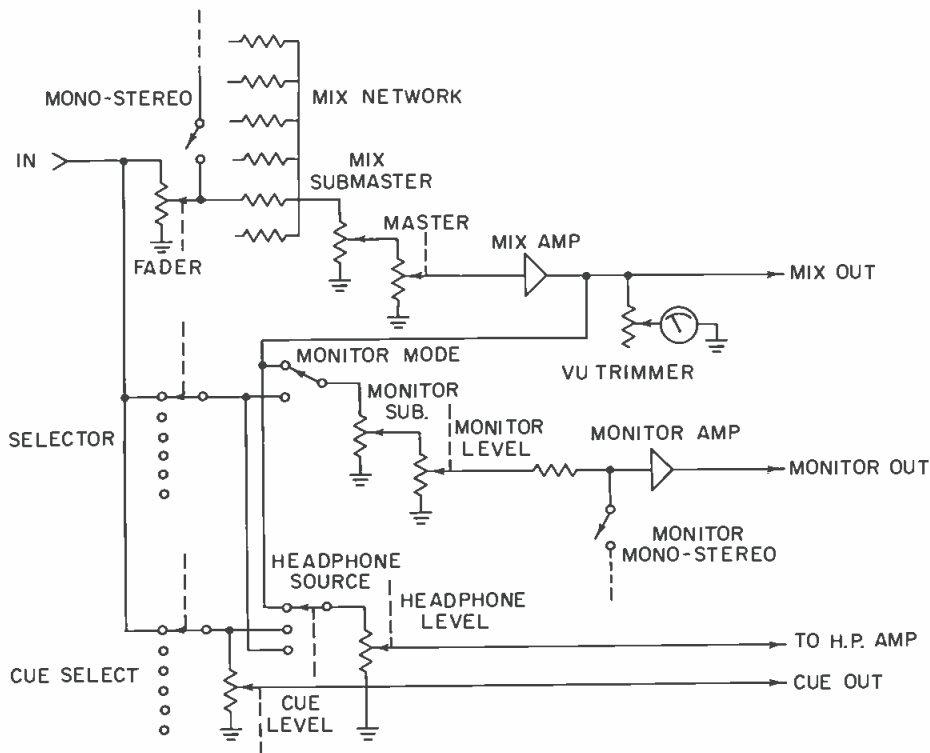 MONO-STEREO
MIX NETWORK
IN
MIX
SUBMASTER
MASTER
MIX AMP
FADER
MIX OUT
MONITOR MODE
VU TRIMMER
MONITOR
SUB.
MONITOR
LEVEL
MONITOR AMP
SELECTOR
MONITOR OUT
MONITOR
MONO-STEREO
HEADPHONE
SOURCE
HEADPHONE
LEVEL
TO H.P. AMP
CUE SELECT
CUE
LEVEL
CUE OUT